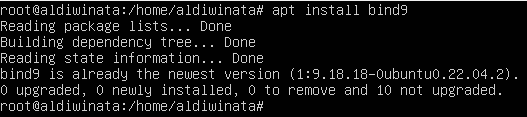 root@aldiwinata:/home/aldiwinata# apt install bind9
Reading package lists... Done
Building dependency tree... Done
Reading state information... Done
bind9 is already the newest version (1:9.18.18-0ubuntu0.22.04.2).
0 upgraded, 0 newly installed, 0 to remove and 10 not upgraded.
root@aldiwinata:/home/aldiwinata#